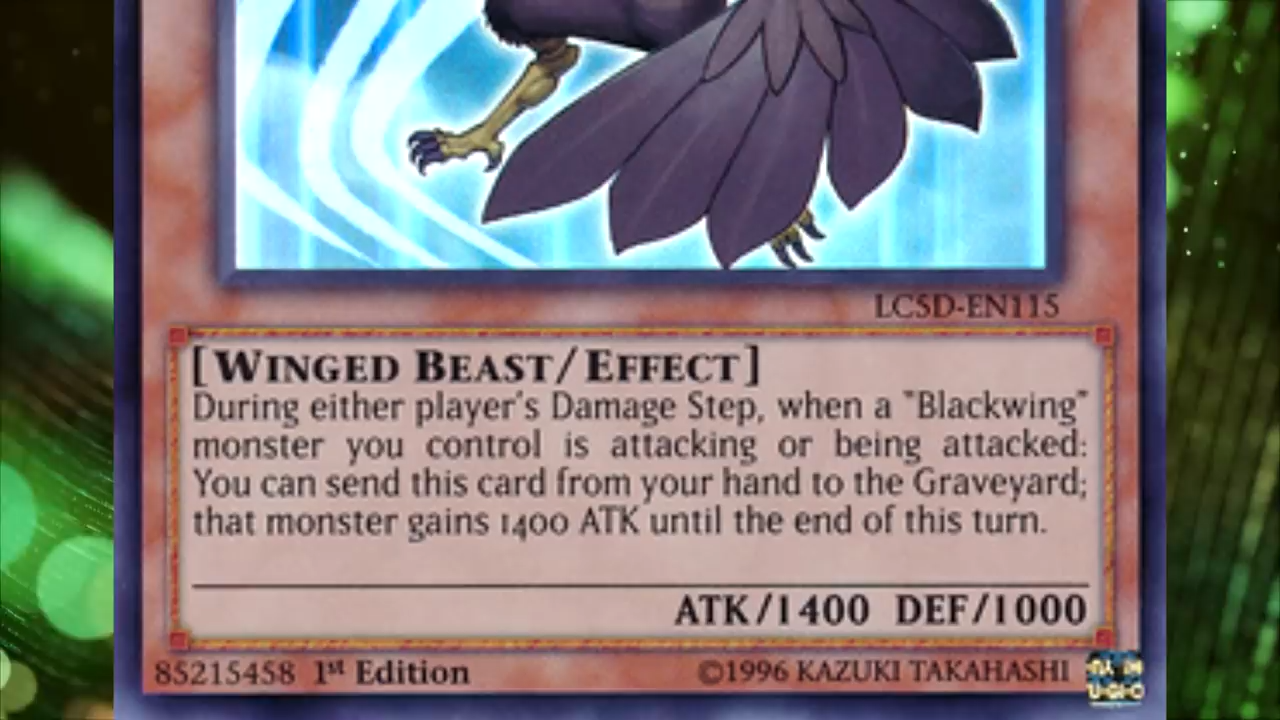 LC5D-EN115
[WINGED BEAST/EFFECT]
During either player's Damage Step, when a "Blackwing"
monster you control is attacking or being attacked:
You can send this card from your hand to the Graveyard;
that monster gains 1400 ATK until the end of this turn.
ATK/1400 DEF/1000
85215458 1st Edition
©1996 KAZUKI TAKAHASHI